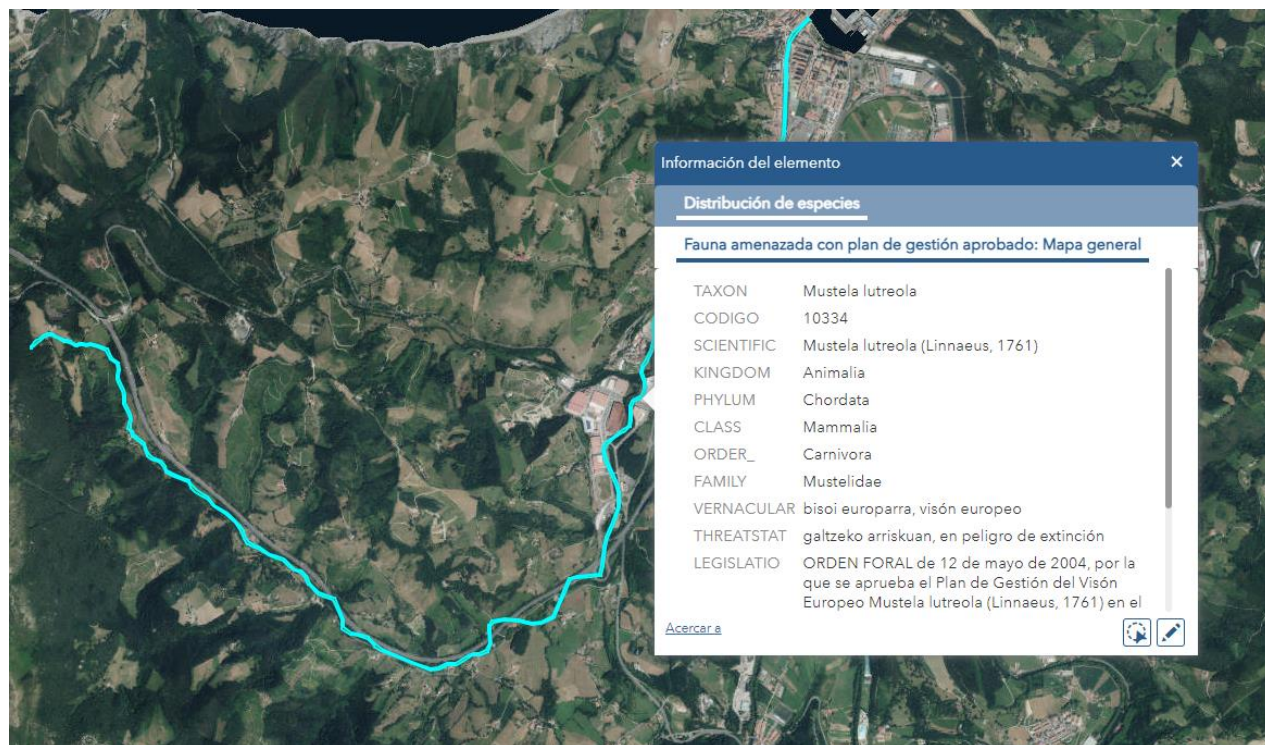 Información del elemento ×
Distribución de especies
Fauna amenazada con plan de gestión aprobado: Mapa general
TAXON Mustela lutreola
CODIGO 10334
SCIENTIFIC Mustela lutreola (Linnaeus, 1761)
KINGDOM Animalia
PHYLUM Chordata
CLASS Mammalia
ORDER_ Carnivora
FAMILY Mustelidae
VERNACULAR bisoi europarra, visón europeo
THREATSTAT galtzeko arriskuan, en peligro de extinción
LEGISLATIO ORDEN FORAL de 12 de mayo de 2004, por la
que se aprueba el Plan de Gestión del Visón
Europeo Mustela lutreola (Linnaeus, 1761) en el
Acercar a